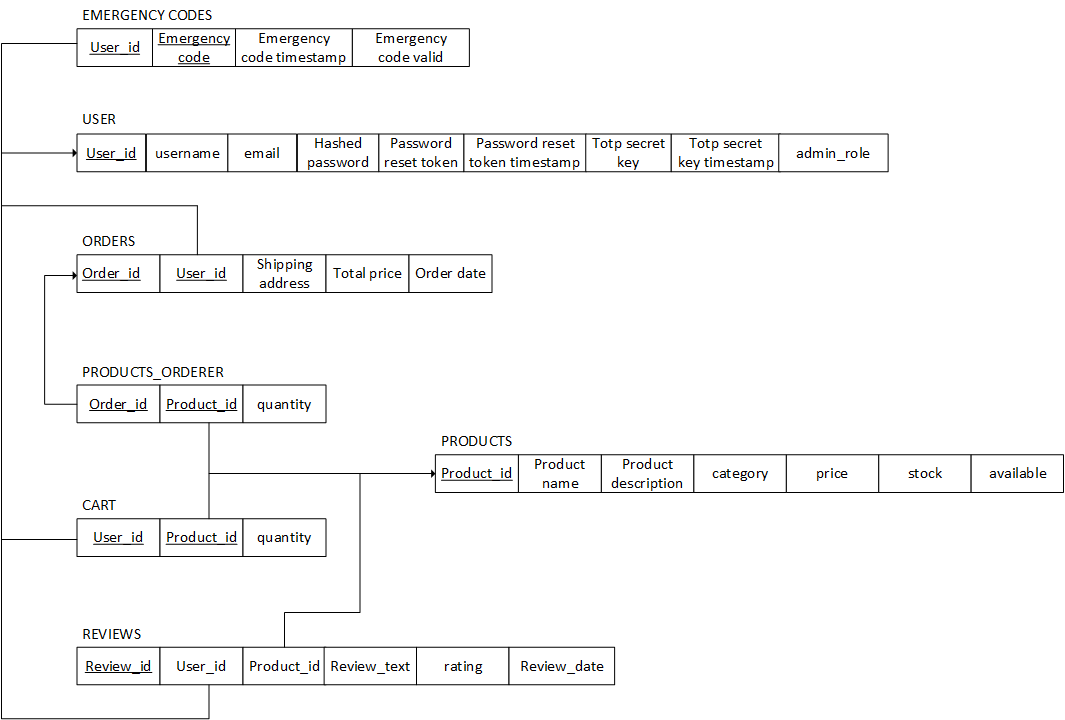 EMERGENCY CODES
User_id
Emergency
code
Emergency
code timestamp
Emergency
code valid
USER
User_id
username
email
Hashed
password
Password
reset token
Password reset
token timestamp
Totp secret
key
Totp secret
key timestamp
admin_role
ORDERS
Order_id
User_id
Shipping
address
Total price
Order date
PRODUCTS_ORDERER
Order_id
Product_id
quantity
PRODUCTS
Product_id
Product
name
Product
description
category
price
stock
available
CART
User_id
Product_id
quantity
REVIEWS
Review_id
User_id
Product_id
Review_text
rating
Review_date